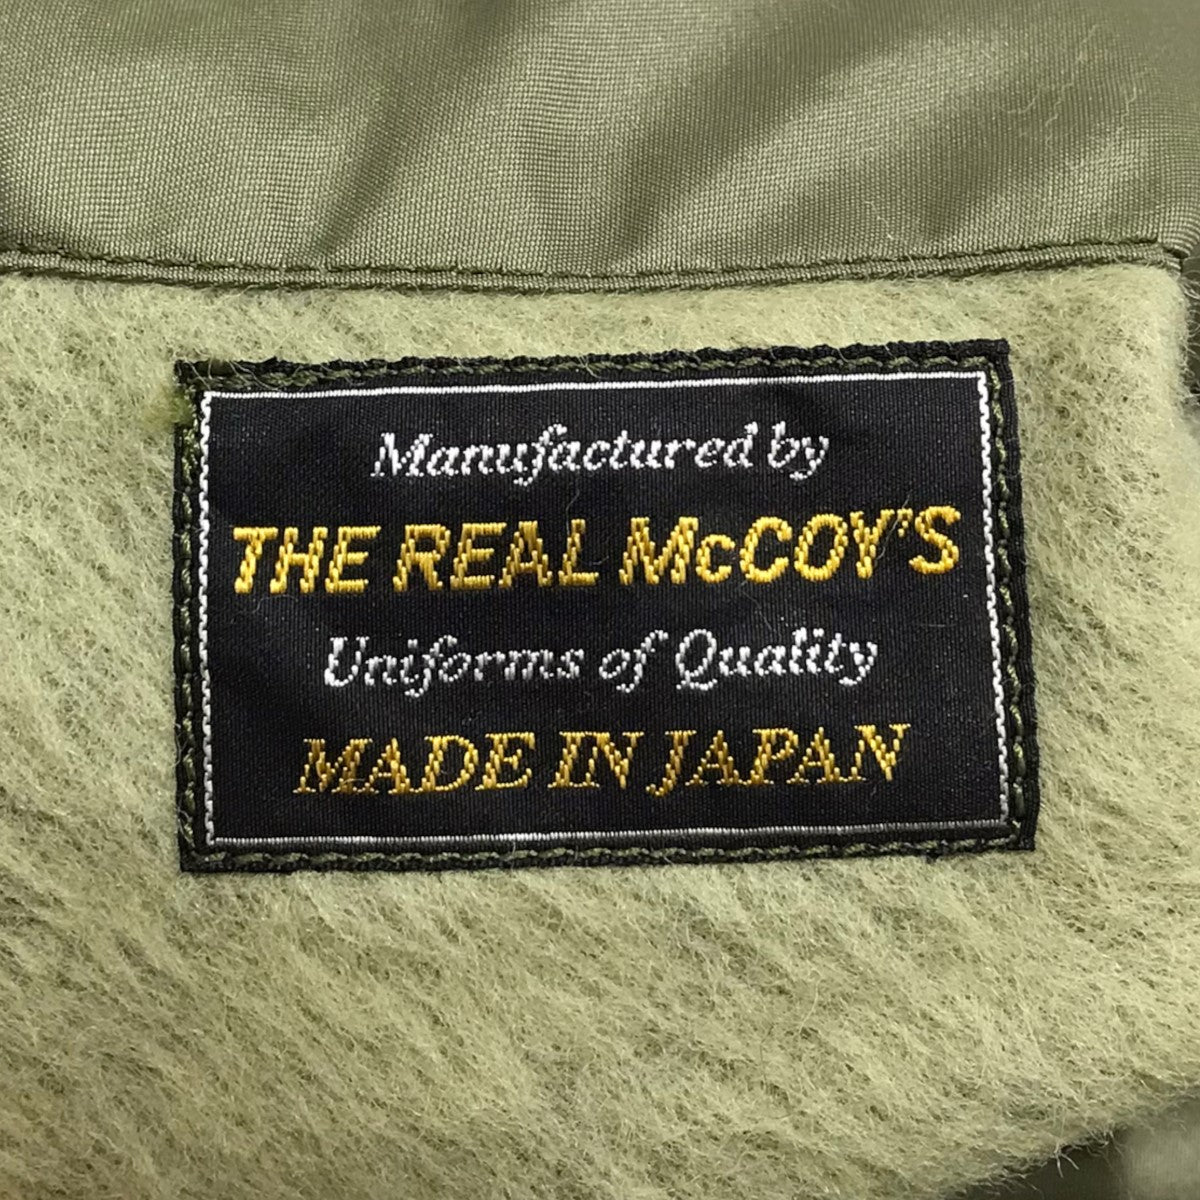 Manufactured by
THE REAL McCOY'S
Uniforms of Quality
MADE IN JAPAN